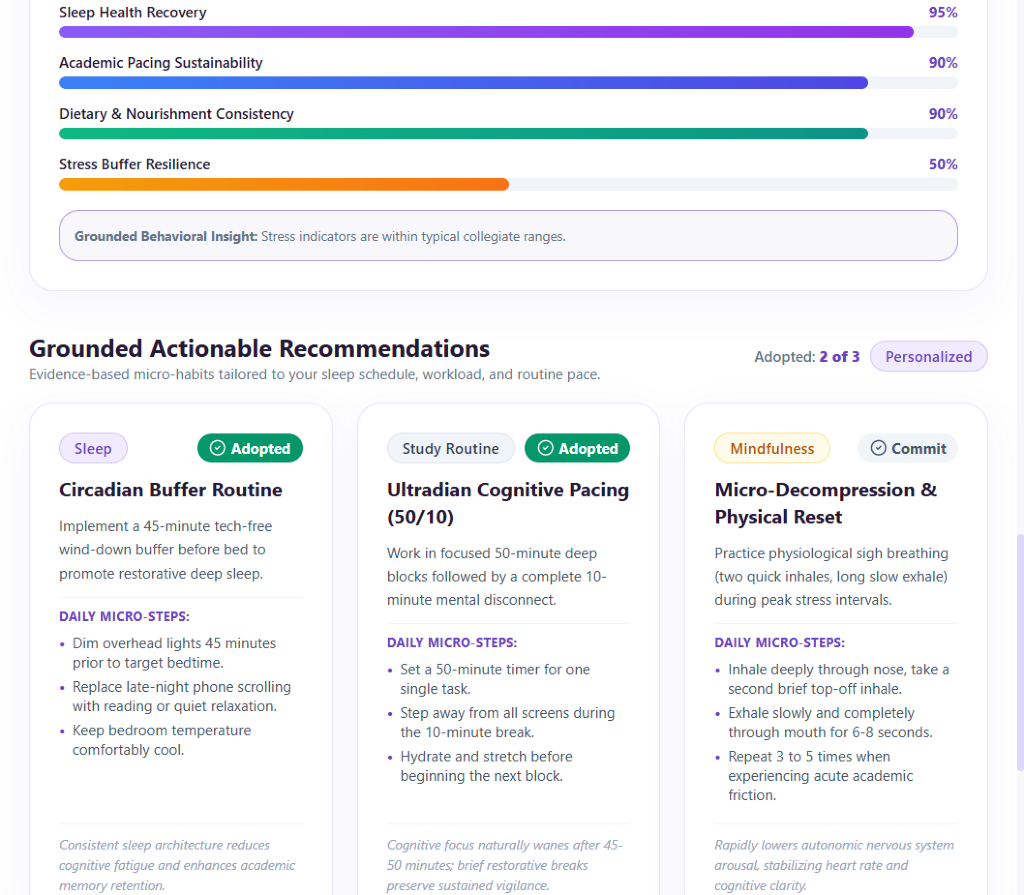 Sleep Health Recovery 95%
Academic Pacing Sustainability 90%
Dietary & Nourishment Consistency 90%
Stress Buffer Resilience 50%
Grounded Behavioral Insight: Stress indicators are within typical collegiate ranges.
Grounded Actionable Recommendations
Evidence-based micro-habits tailored to your sleep schedule, workload, and routine pace.
Adopted: 2 of 3 Personalized
Sleep Adopted
Circadian Buffer Routine
Implement a 45-minute tech-free
wind-down buffer before bed to
promote restorative deep sleep.
DAILY MICRO-STEPS:
• Dim overhead lights 45 minutes
prior to target bedtime.
• Replace late-night phone scrolling
with reading or quiet relaxation.
• Keep bedroom temperature
comfortably cool.
Consistent sleep architecture reduces
cognitive fatigue and enhances academic
memory retention.
Study Routine Adopted
Ultradian Cognitive Pacing
(50/10)
Work in focused 50-minute deep
blocks followed by a complete 10-
minute mental disconnect.
DAILY MICRO-STEPS:
• Set a 50-minute timer for one
single task.
• Step away from all screens during
the 10-minute break.
• Hydrate and stretch before
beginning the next block.
Cognitive focus naturally wanes after 45-
50 minutes; brief restorative breaks
preserve sustained vigilance.
Mindfulness Commit
Micro-Decompression &
Physical Reset
Practice physiological sigh breathing
(two quick inhales, long slow exhale)
during peak stress intervals.
DAILY MICRO-STEPS:
• Inhale deeply through nose, take a
second brief top-off inhale.
• Exhale slowly and completely
through mouth for 6-8 seconds.
• Repeat 3 to 5 times when
experiencing acute academic
friction.
Rapidly lowers autonomic nervous system
arousal, stabilizing heart rate and
cognitive clarity.